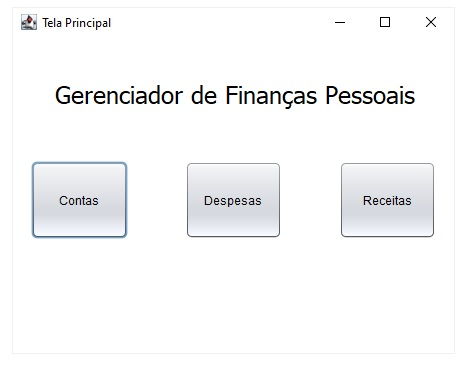 Tela Principal
Gerenciador de Finanças Pessoais
Contas
Despesas
Receitas